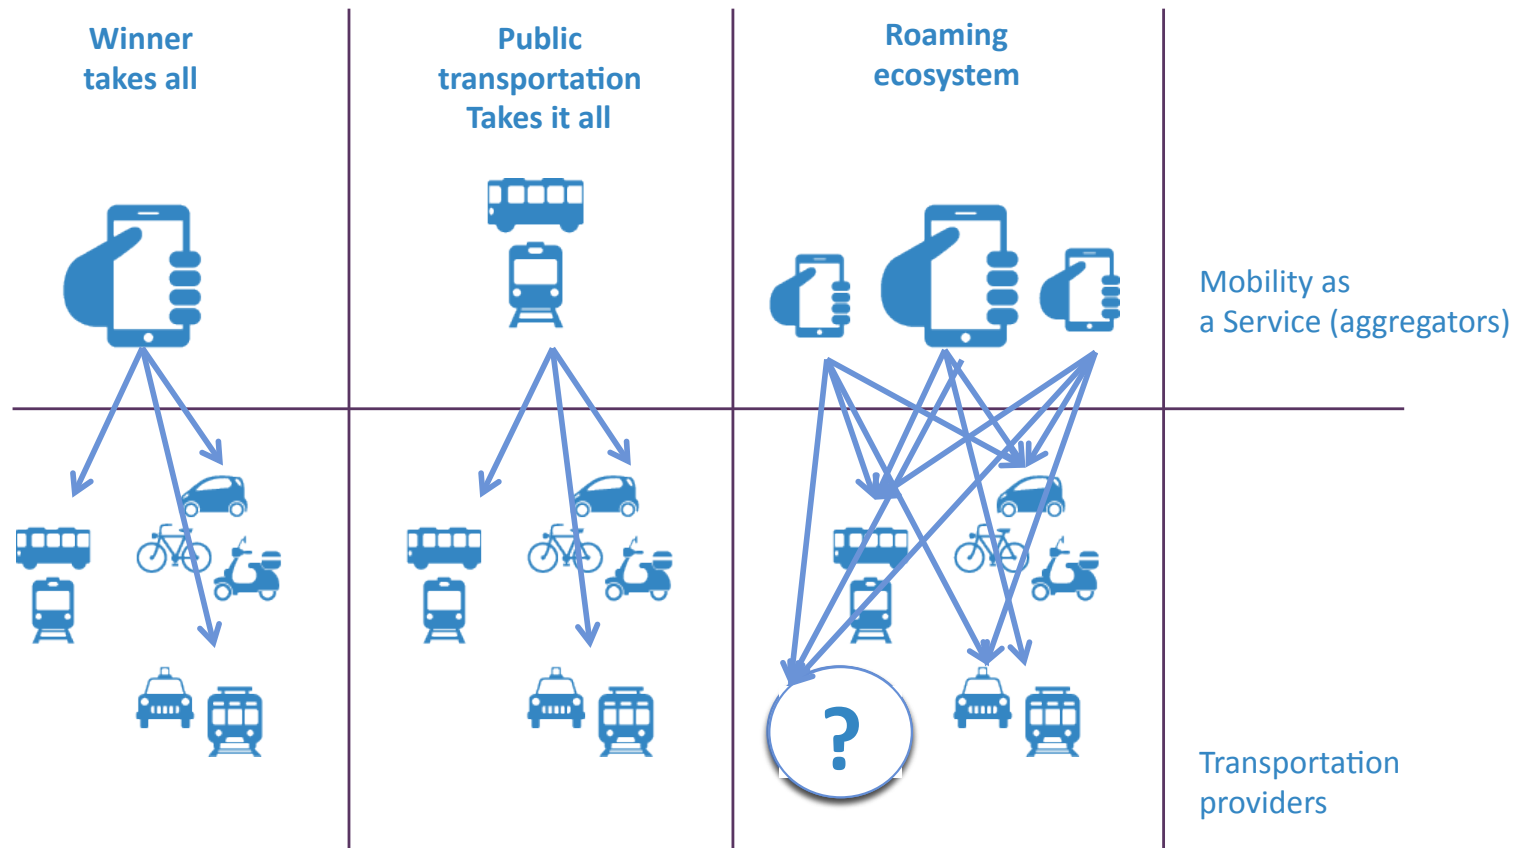 Winner
takes all
Public
transportation
Takes it all
Roaming
ecosystem
Mobility as
a Service (aggregators)
?
Transportation
providers